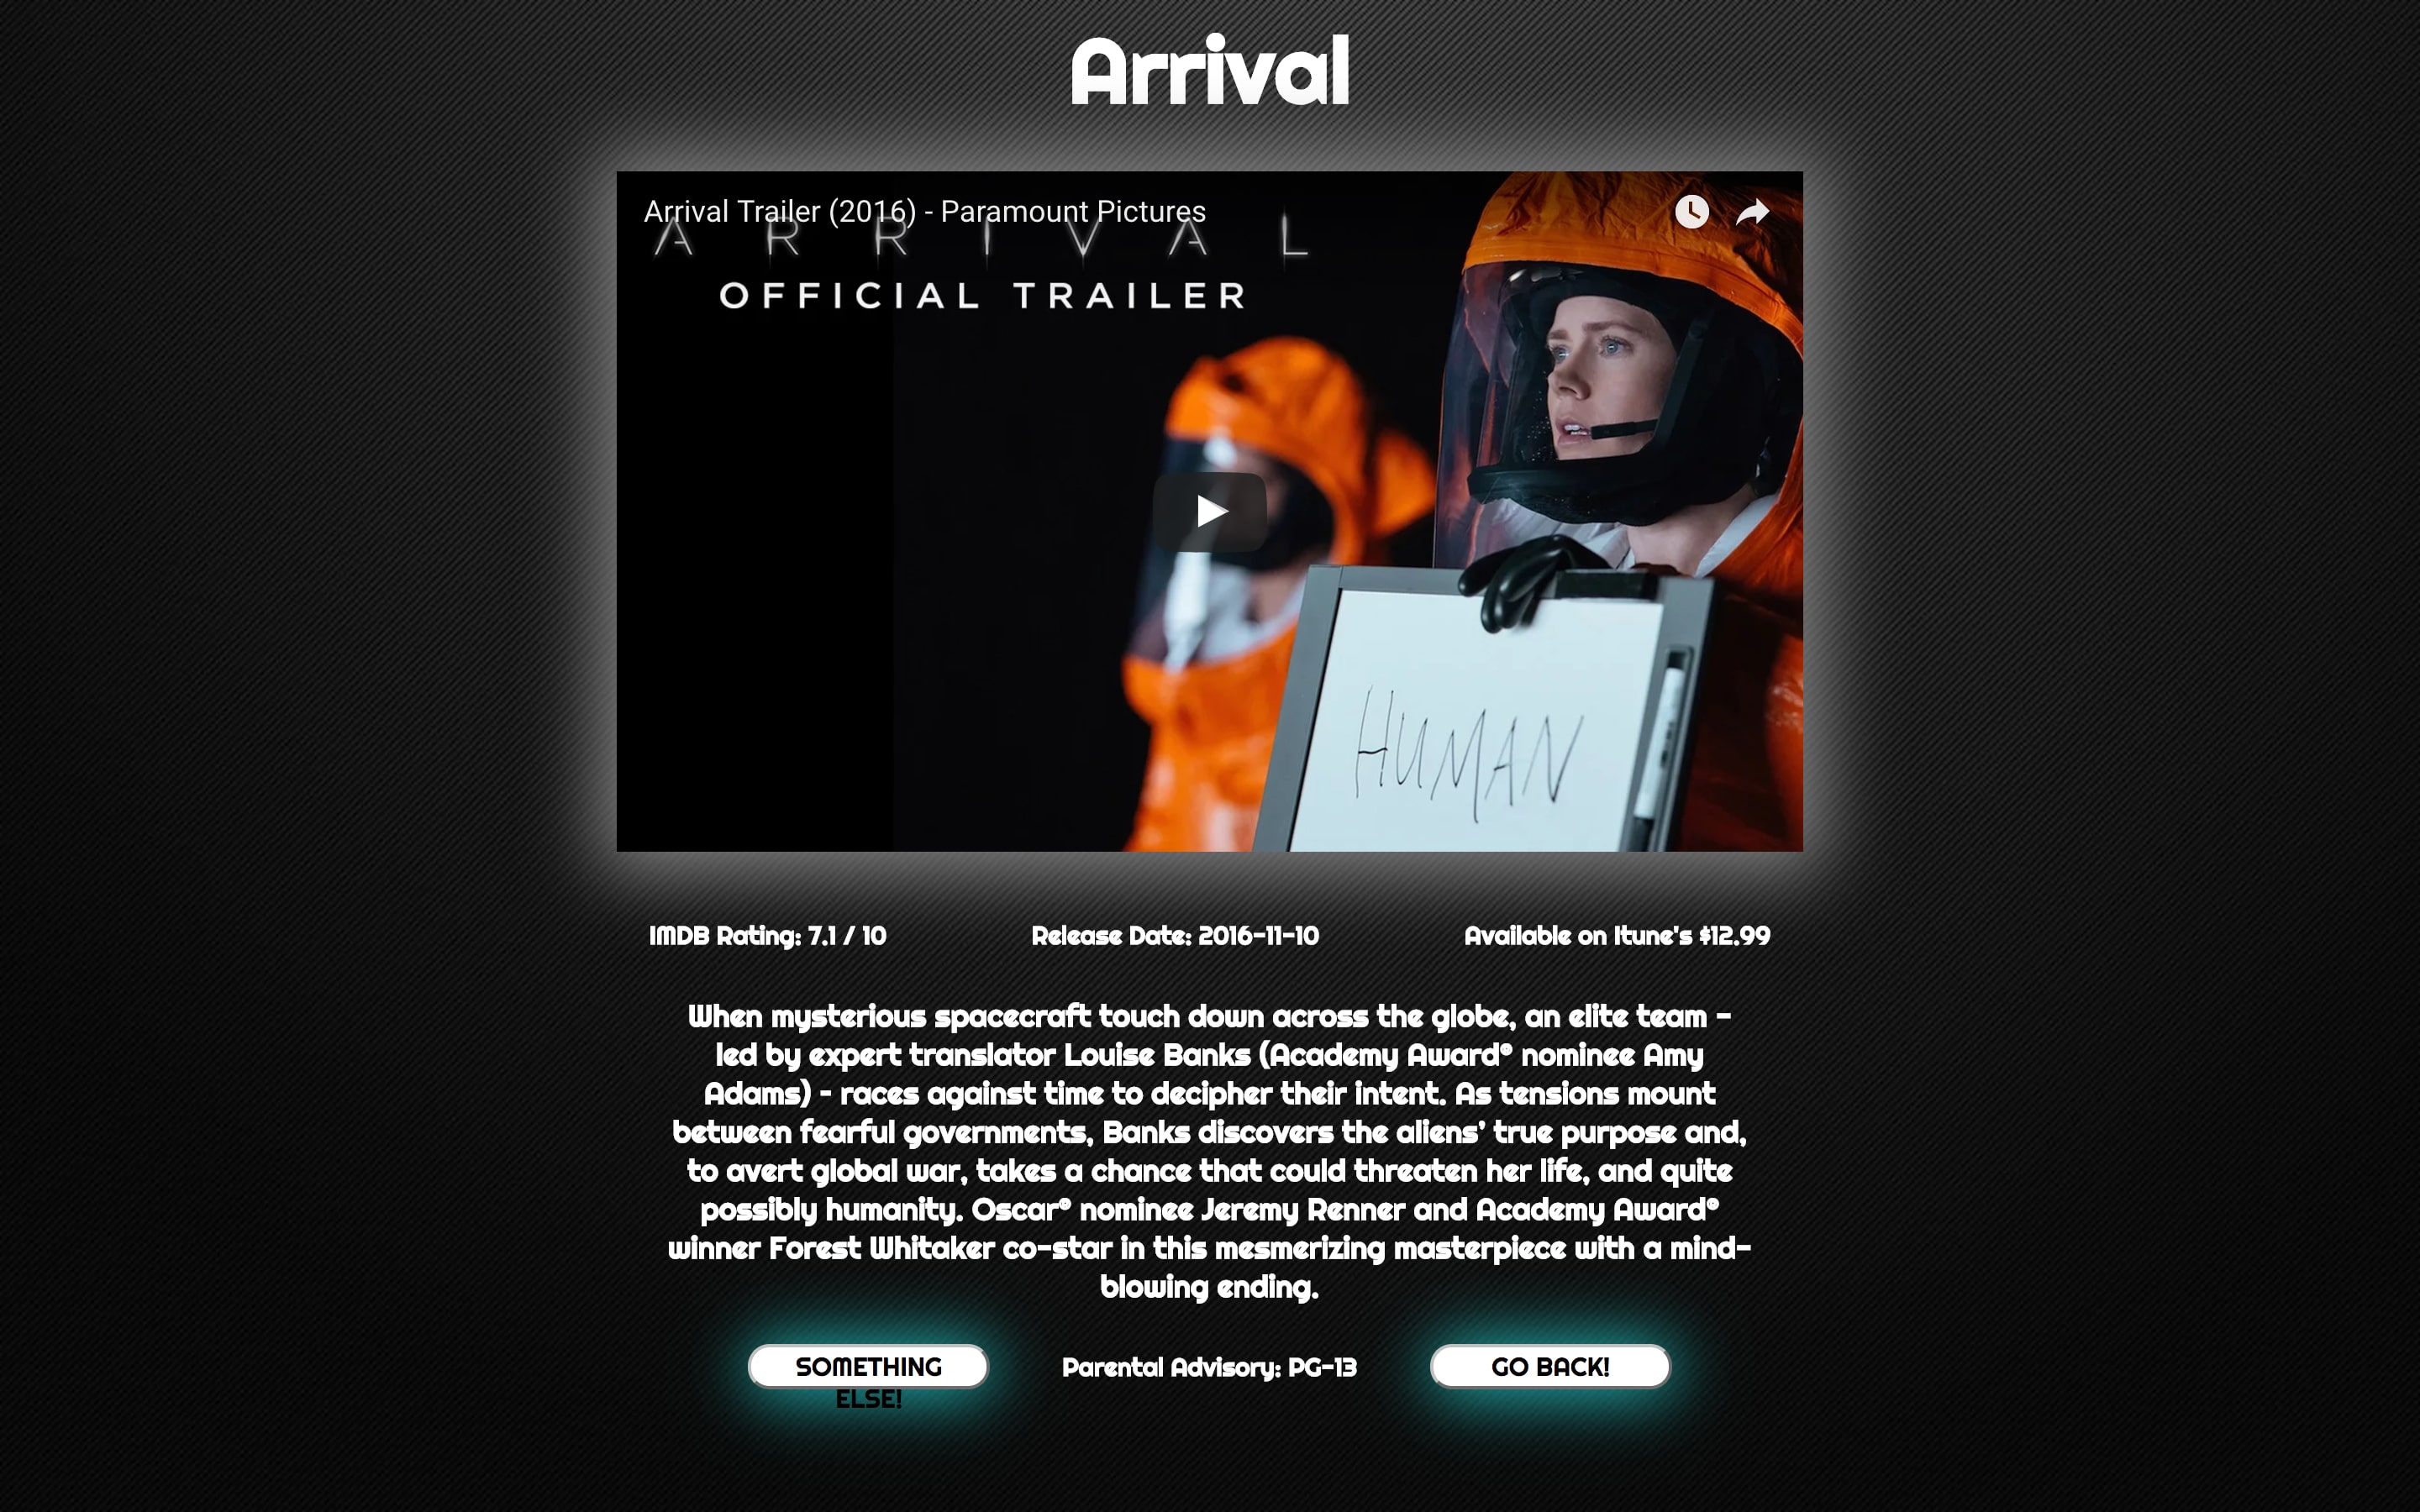 Arrival
Arrival Trailer (2016) - Paramount Pictures
ARRIVAL
OFFICIAL TRAILER
HUMAN
IMDB Rating: 7.1 / 10
Release Date: 2016-11-10
Available on Itune's $12.99
When mysterious spacecraft touch down across the globe, an elite team -
led by expert translator Louise Banks (Academy Award® nominee Amy
Adams) - races against time to decipher their intent. As tensions mount
between fearful governments, Banks discovers the aliens' true purpose and,
to avert global war, takes a chance that could threaten her life, and quite
possibly humanity. Oscar® nominee Jeremy Renner and Academy Award®
winner Forest Whitaker co-star in this mesmerizing masterpiece with a mind-
blowing ending.
SOMETHING
ELSE!
Parental Advisory: PG-13
GO BACK!